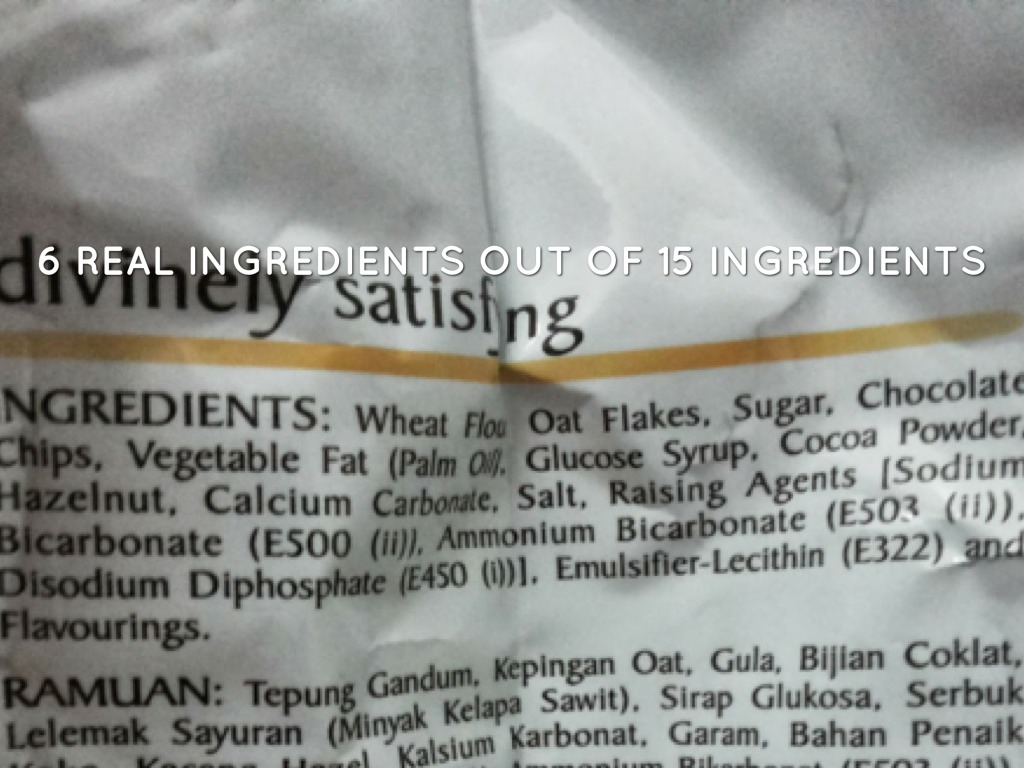 6 REAL INGREDIENTS OUT OF 15 INGREDIENTS
divinely satisfing
NGREDIENTS: Wheat Flou Oat Flakes, Sugar, Chocolate
Chips, Vegetable Fat (Palm Oil), Glucose Syrup, Cocoa Powder,
Hazelnut, Calcium Carbonate, Salt, Raising Agents [Sodium
Bicarbonate (E500 (ii)), Ammonium Bicarbonate (E503 (ii)),
Disodium Diphosphate (E450 (i))], Emulsifier-Lecithin (E322) and
Flavourings.
RAMUAN: Tepung Gandum, Kepingan Oat, Gula, Bijian Coklat,
Lelemak Sayuran (Minyak Kelapa Sawit), Sirap Glukosa, Serbuk
Kalsium Karbonat, Garam, Bahan Penaik